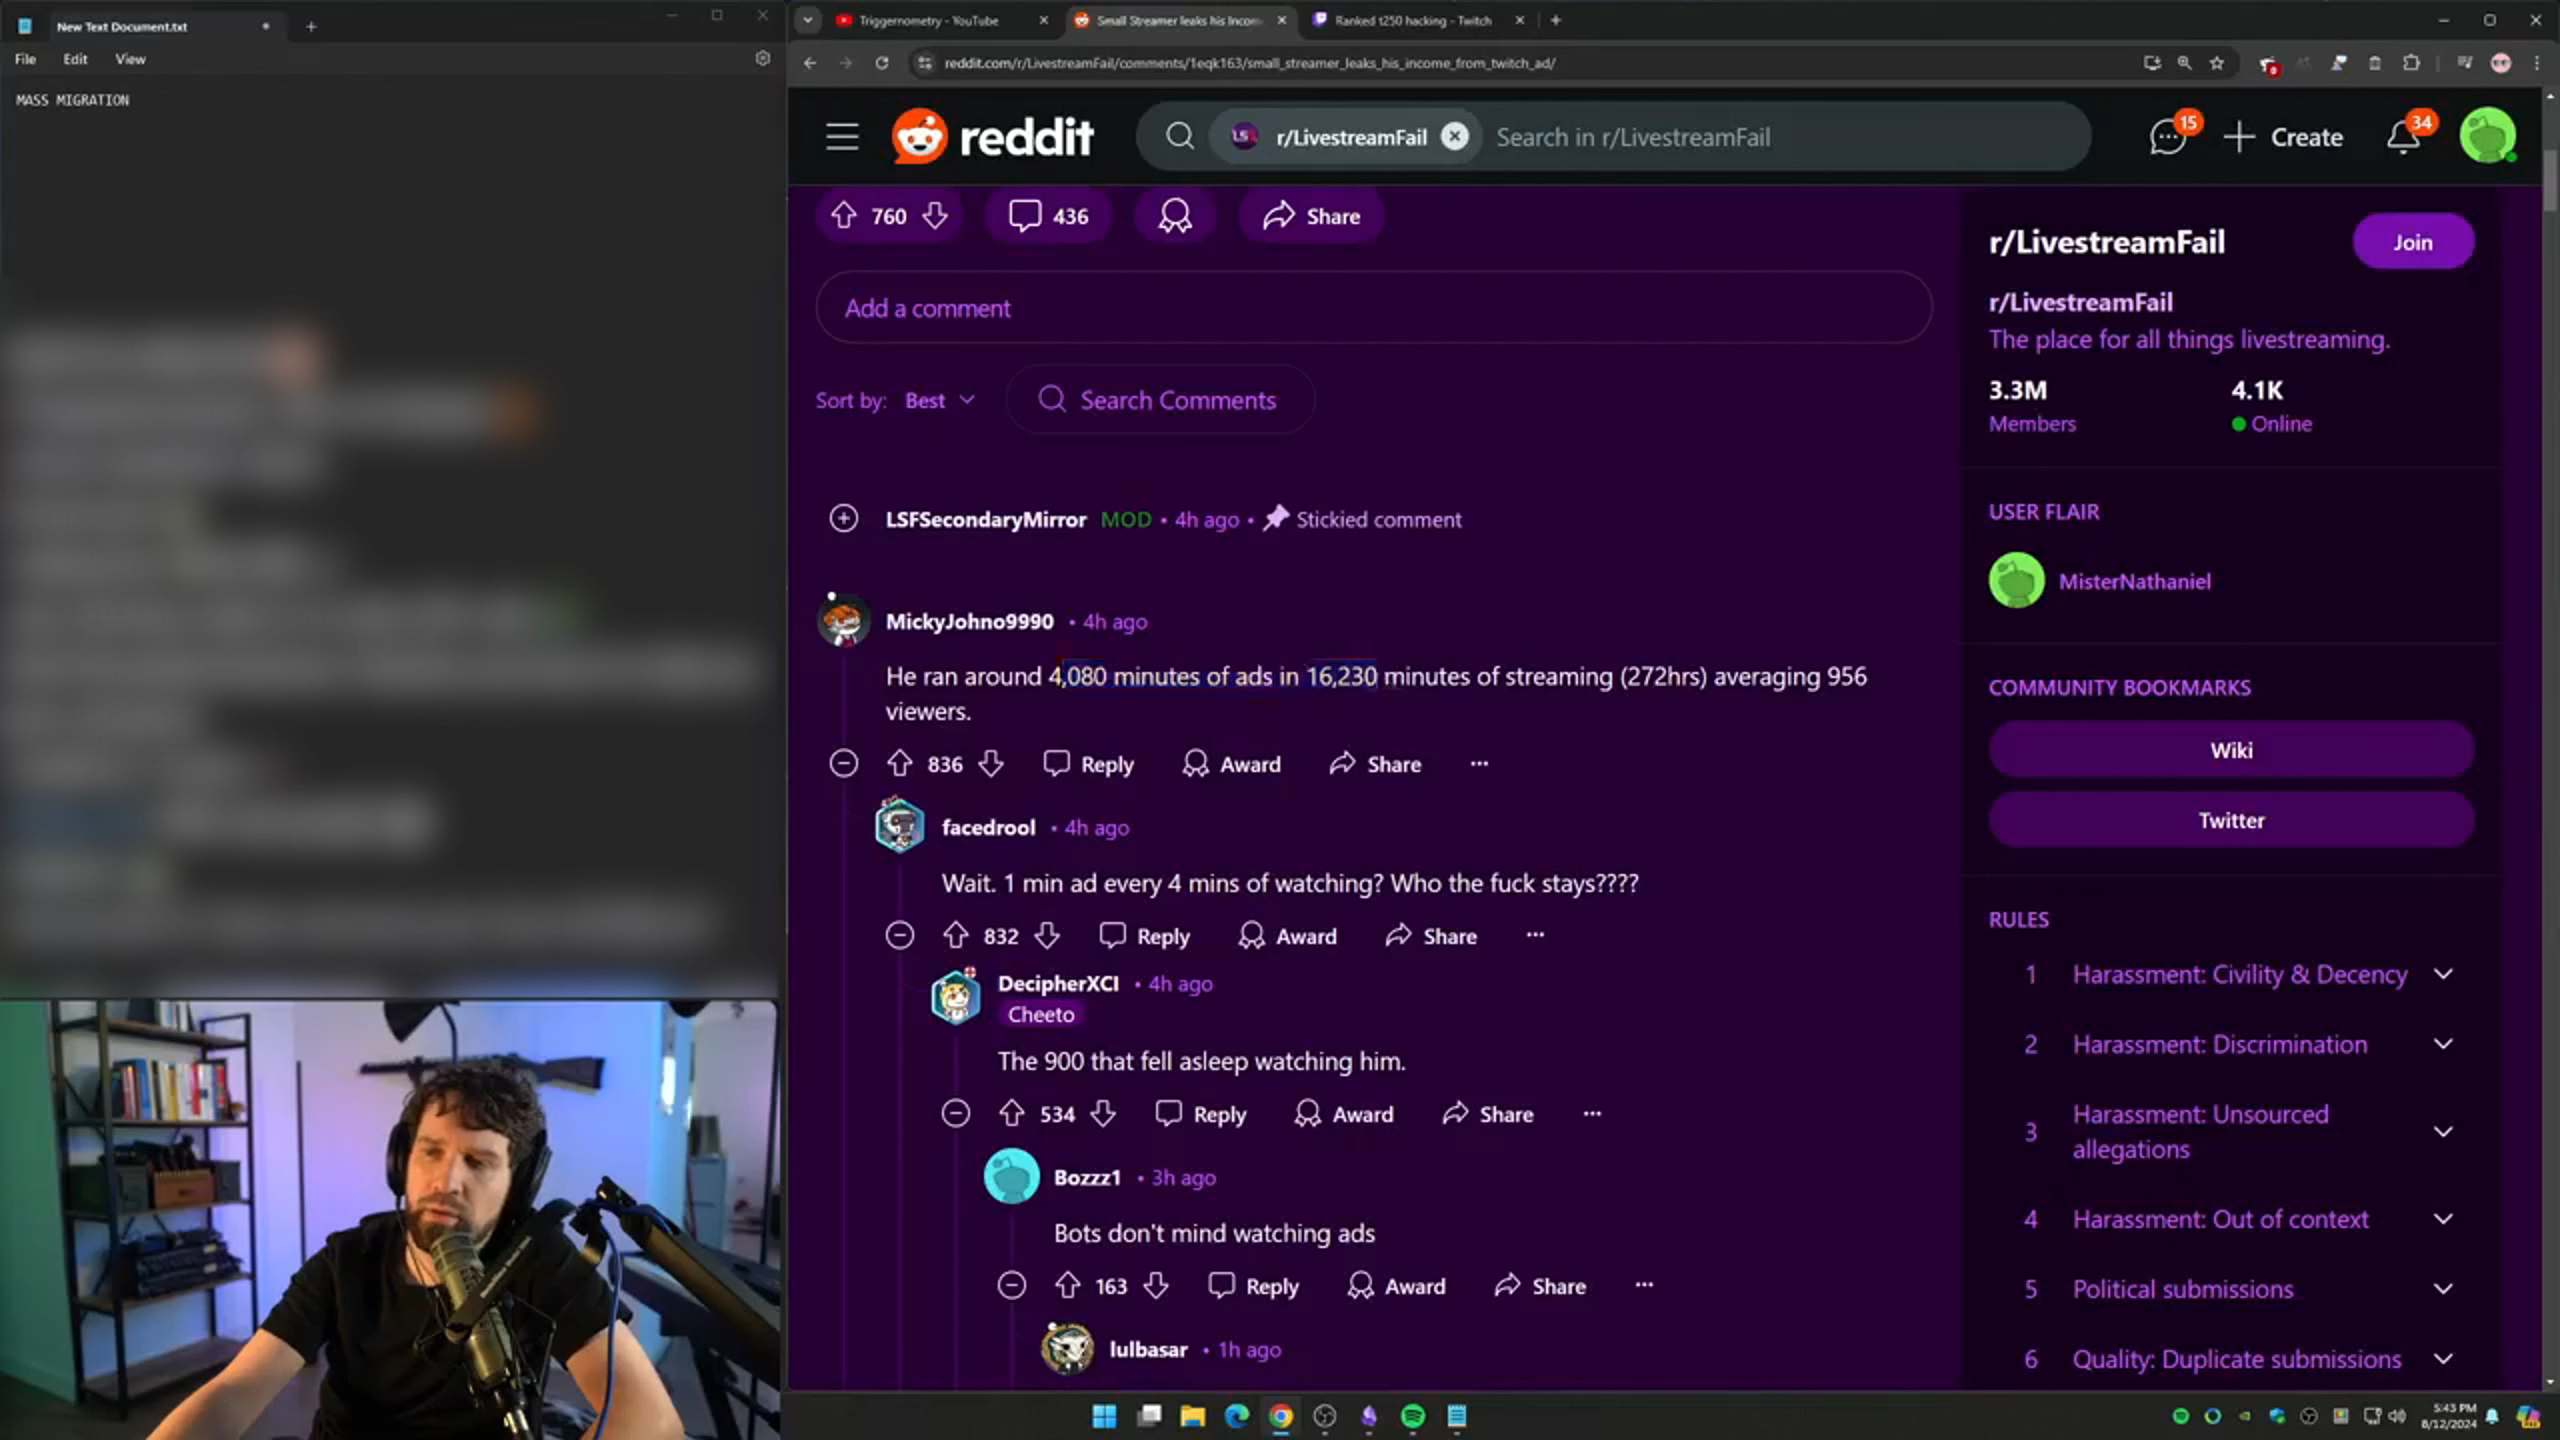 New Text Document.txt
File Edit View
MASS MIGRATION
Triggernometry - YouTube
Small Streamer leaks his Incom
Ranked t250 hacking - Twitch
reddit.com/r/LivestreamFail/comments/1eqk163/small_streamer_leaks_his_income_from_twitch_ad/
reddit
LS r/LivestreamFail
Search in r/LivestreamFail
15
Create
34
760
436
Share
Add a comment
Sort by: Best
Search Comments
LSFSecondaryMirror MOD • 4h ago • Stickied comment
MickyJohno9990 • 4h ago
He ran around 4,080 minutes of ads in 16,230 minutes of streaming (272hrs) averaging 956
viewers.
836 Reply Award Share ...
facedrool • 4h ago
Wait. 1 min ad every 4 mins of watching? Who the fuck stays????
832 Reply Award Share ...
DecipherXCI • 4h ago
Cheeto
The 900 that fell asleep watching him.
534 Reply Award Share ...
Bozzz1 • 3h ago
Bots don't mind watching ads
163 Reply Award Share ...
lulbasar • 1h ago
r/LivestreamFail
Join
r/LivestreamFail
The place for all things livestreaming.
3.3M 4.1K
Members Online
USER FLAIR
MisterNathaniel
COMMUNITY BOOKMARKS
Wiki
Twitter
RULES
1 Harassment: Civility & Decency
2 Harassment: Discrimination
3 Harassment: Unsourced
allegations
4 Harassment: Out of context
5 Political submissions
6 Quality: Duplicate submissions
5:43 PM
8/12/2024